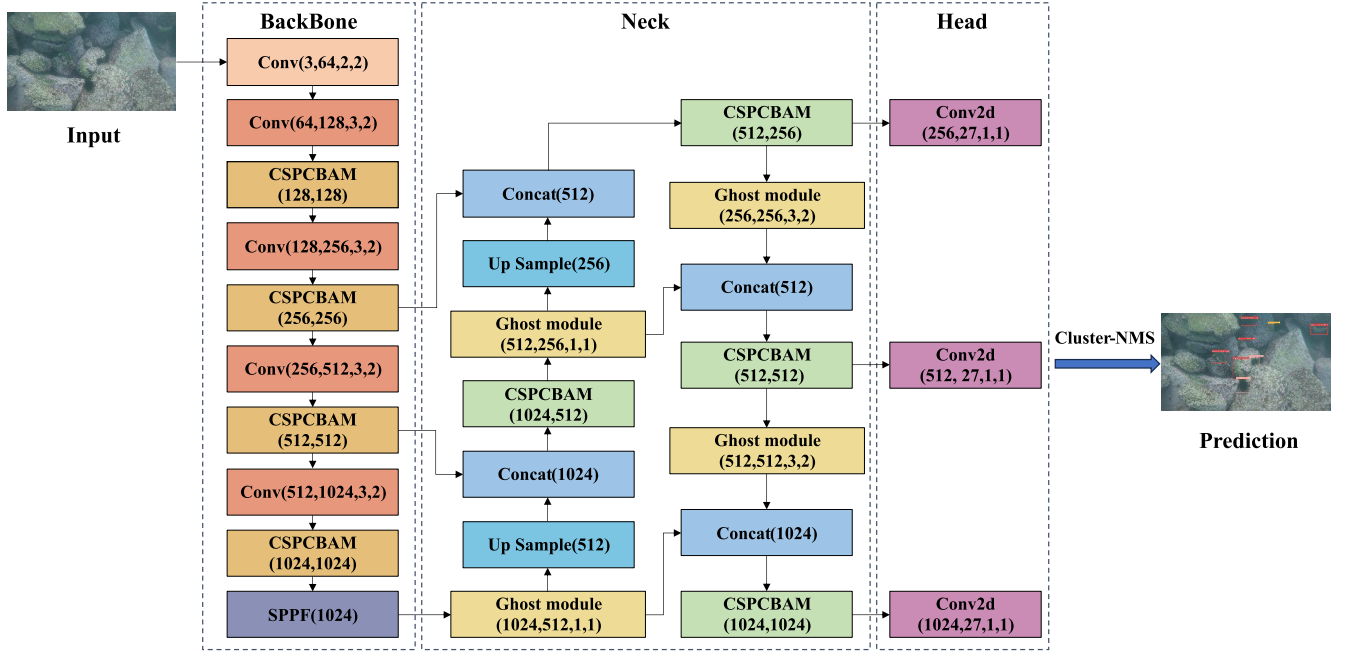 BackBone
Neck
Head
Input
Conv(3,64,2,2)
Conv(64,128,3,2)
CSPCBAM
(128,128)
Conv(128,256,3,2)
CSPCBAM
(256,256)
Conv(256,512,3,2)
CSPCBAM
(512,512)
Conv(512,1024,3,2)
CSPCBAM
(1024,1024)
SPPF(1024)
Concat(512)
Up Sample(256)
Ghost module
(512,256,1,1)
CSPCBAM
(1024,512)
Concat(1024)
Up Sample(512)
Ghost module
(1024,512,1,1)
CSPCBAM
(512,256)
Ghost module
(256,256,3,2)
Concat(512)
CSPCBAM
(512,512)
Ghost module
(512,512,3,2)
Concat(1024)
CSPCBAM
(1024,1024)
Conv2d
(256,27,1,1)
Conv2d
(512, 27,1,1)
Conv2d
(1024,27,1,1)
Cluster-NMS
Prediction